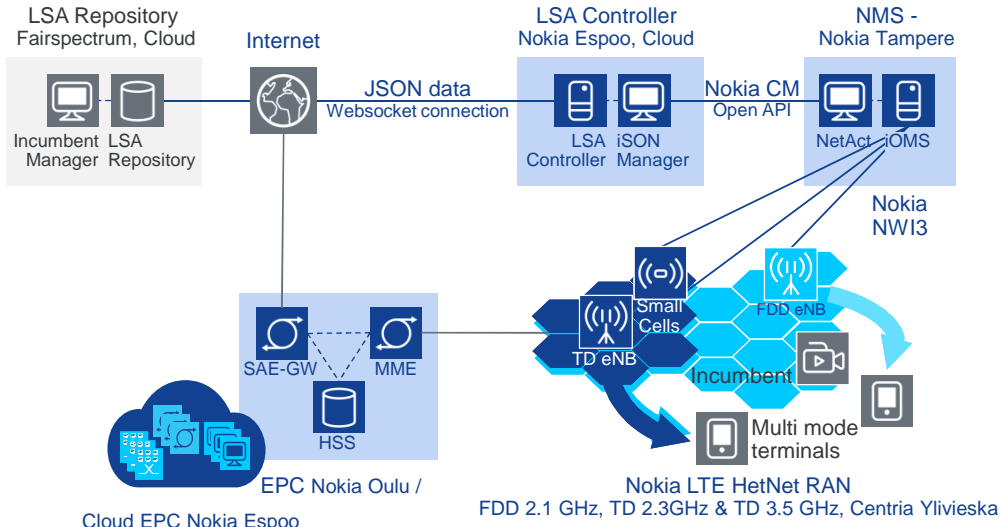 LSA Repository
Fairspectrum, Cloud
Internet
LSA Controller
Nokia Espoo, Cloud
NMS -
Nokia Tampere
JSON data
Websocket connection
Nokia CM
Open API
Incumbent
Manager
LSA
Repository
LSA
Controller
iSON
Manager
NetAct
iOMS
Nokia
NWI3
Small
Cells
FDD eNB
TD eNB
Incumbent
SAE-GW
MME
HSS
Multi mode
terminals
EPC Nokia Oulu /
Cloud EPC Nokia Espoo
Nokia LTE HetNet RAN
FDD 2.1 GHz, TD 2.3GHz & TD 3.5 GHz, Centria Ylivieska